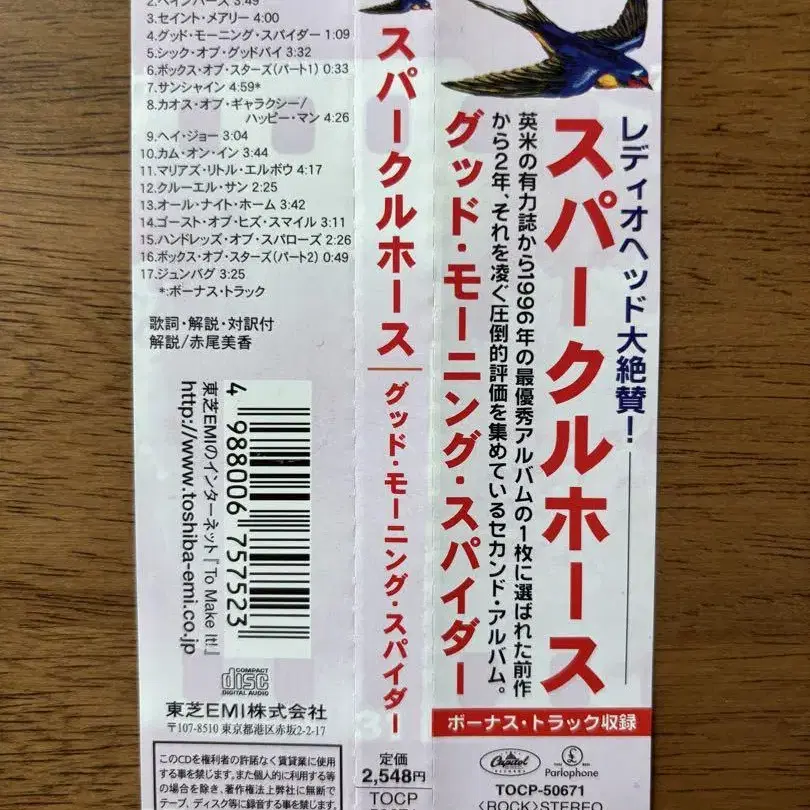 2.ペインバーズ 3:49
3.セイント・メアリー 4:00
4.グッド・モーニング・スパイダー 1:09
5.シック・オブ・グッドバイ 3:32
6.ボックス・オブ・スターズ(パート1) 0:33
7.サンシャイン 4:59*
8.カオス・オブ・ギャラクシー/
ハッピー・マン 4:26
9.ヘイ・ジョー 3:04
10.カム・オン・イン 3:44
11.マリアズ・リトル・エルボウ 4:17
12.クルーエル・サン 2:25
13.オール・ナイト・ホーム 3:42
14.ゴースト・オブ・ヒズ・スマイル 3:11
15.ハンドレッズ・オブ・スパローズ 2:26
16.ボックス・オブ・スターズ(パート2) 0:49
17.ジュンバグ 3:25
*:ボーナス・トラック
歌詞・解説・対訳付
解説/赤尾美香
4 988006 757523
東芝EMIのインターネット『To Make It!』
http://www.toshiba-emi.co.jp
COMPACT
disc
DIGITAL AUDIO
東芝EMI株式会社
〒107-8510 東京都港区赤坂2-2-17
このCDを権利者の許諾なく賃貸業に使用
する事を禁じます。また個人的に利用する等
の場合を除き、著作権法上弊社に無断で
テープ、ディスク等に録音する事を禁じます。
スパークルホース
グッド・モーニング・スパイダー
定価
2,548円
TOCP
レディオヘッド大絶賛!
スパークルホース
英米の有力誌から1996年の最優秀アルバムの1枚に選ばれた前作
から2年、それを凌ぐ圧倒的評価を集めているセカンド・アルバム。
グッド・モーニング・スパイダー
ボーナス・トラック収録
Capitol
Parlophone
TOCP-50671
〈ROCK〉STEREO